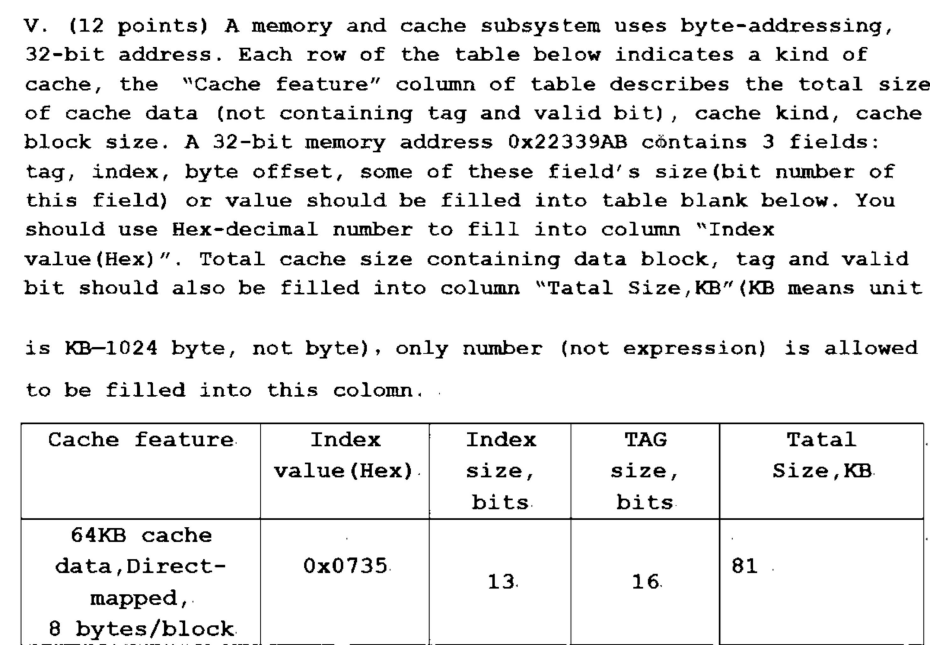 V. (12 points) A memory and cache subsystem uses byte-addressing,
32-bit address. Each row of the table below indicates a kind of
cache, the "Cache feature" column of table describes the total size
of cache data (not containing tag and valid bit), cache kind, cache
block size. A 32-bit memory address 0x22339AB contains 3 fields:
tag, index, byte offset, some of these field's size(bit number of
this field) or value should be filled into table blank below. You
should use Hex-decimal number to fill into column "Index
value(Hex)". Total cache size containing data block, tag and valid
bit should also be filled into column "Tatal Size,KB"(KB means unit
is KB—1024 byte, not byte), only number (not expression) is allowed
to be filled into this colomn.
Cache feature Index TAG Tatal
Index value(Hex) size, bits size, bits Size,KB
64KB cache
data,Direct-
mapped,
8 bytes/block
0x0735
13
16
81